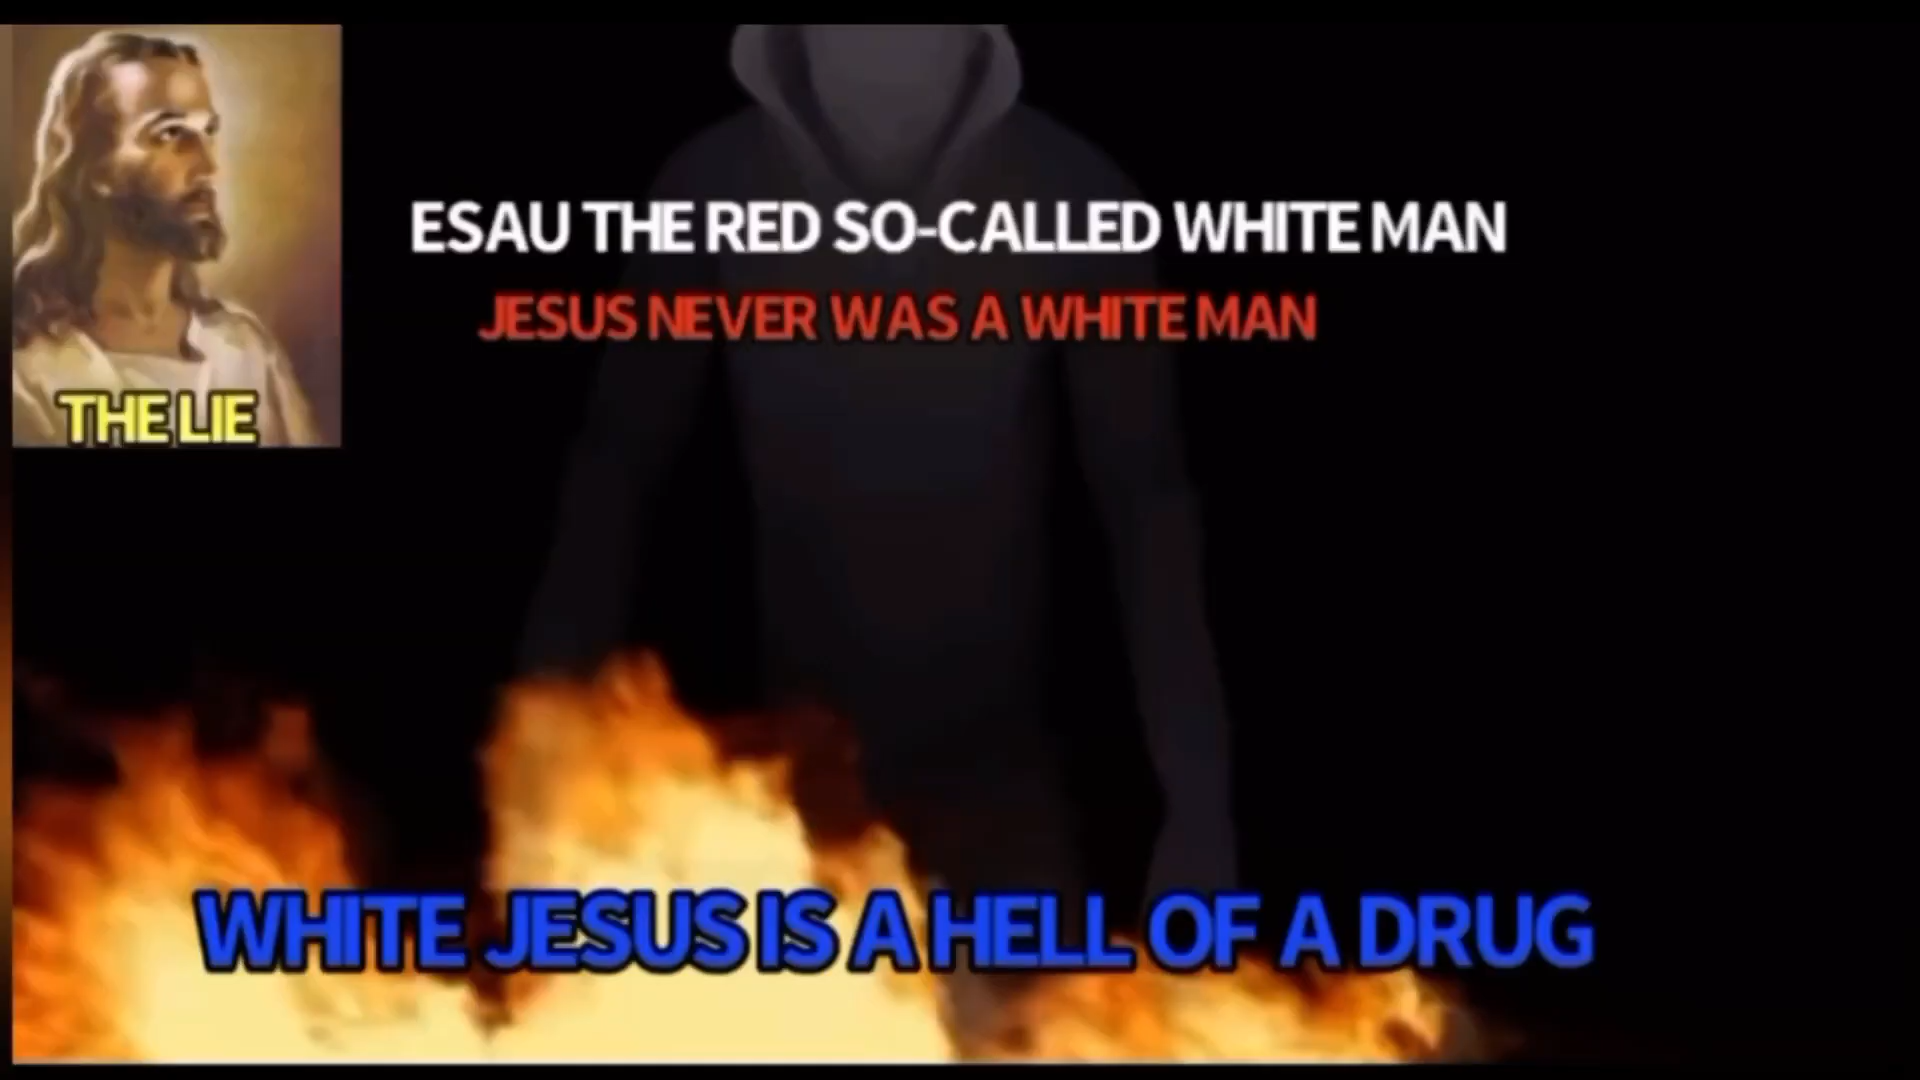 ESAU THE RED SO-CALLED WHITE MAN
JESUS NEVER WAS A WHITE MAN
THE LIE
WHITE JESUS IS A HELL OF A DRUG